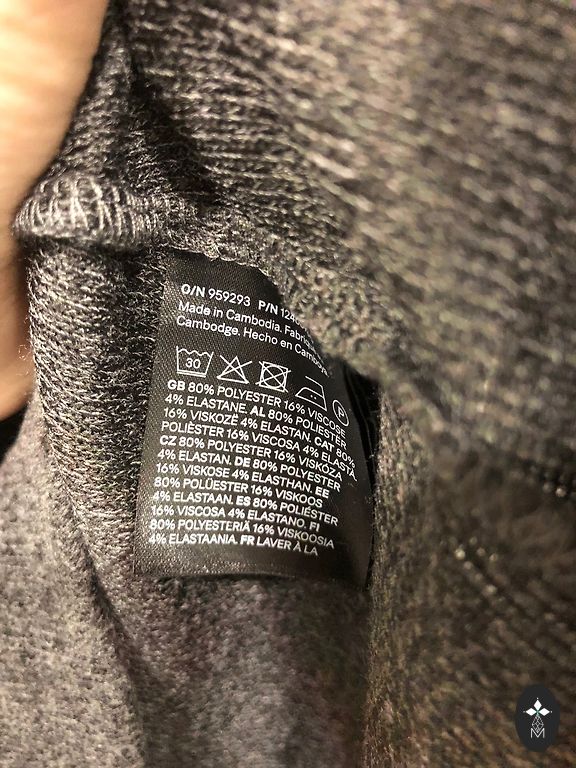 O/N 959293 P/N 124
Made in Cambodia.
Cambodge. Hecho en
30
P
GB 80% POLYESTER 16% VISCOSE
4% ELASTANE. AL 80% POLIESTER
16% VISKOZË 4% ELASTAN. CAT 80%
POLIÈSTER 16% VISCOSA 4% ELASTÀ.
CZ 80% POLYESTER 16% VISKÓZA
4% ELASTAN. DE 80% POLYESTER
16% VISKOSE 4% ELASTHAN. EE
80% POLÜESTER 16% VISKOOS
4% ELASTAAN. ES 80% POLIÉSTER
16% VISCOSA 4% ELASTANO. FI
80% POLYESTERIÄ 16% VISKOOSIA
4% ELASTAANIA. FR LAVER À LA
M